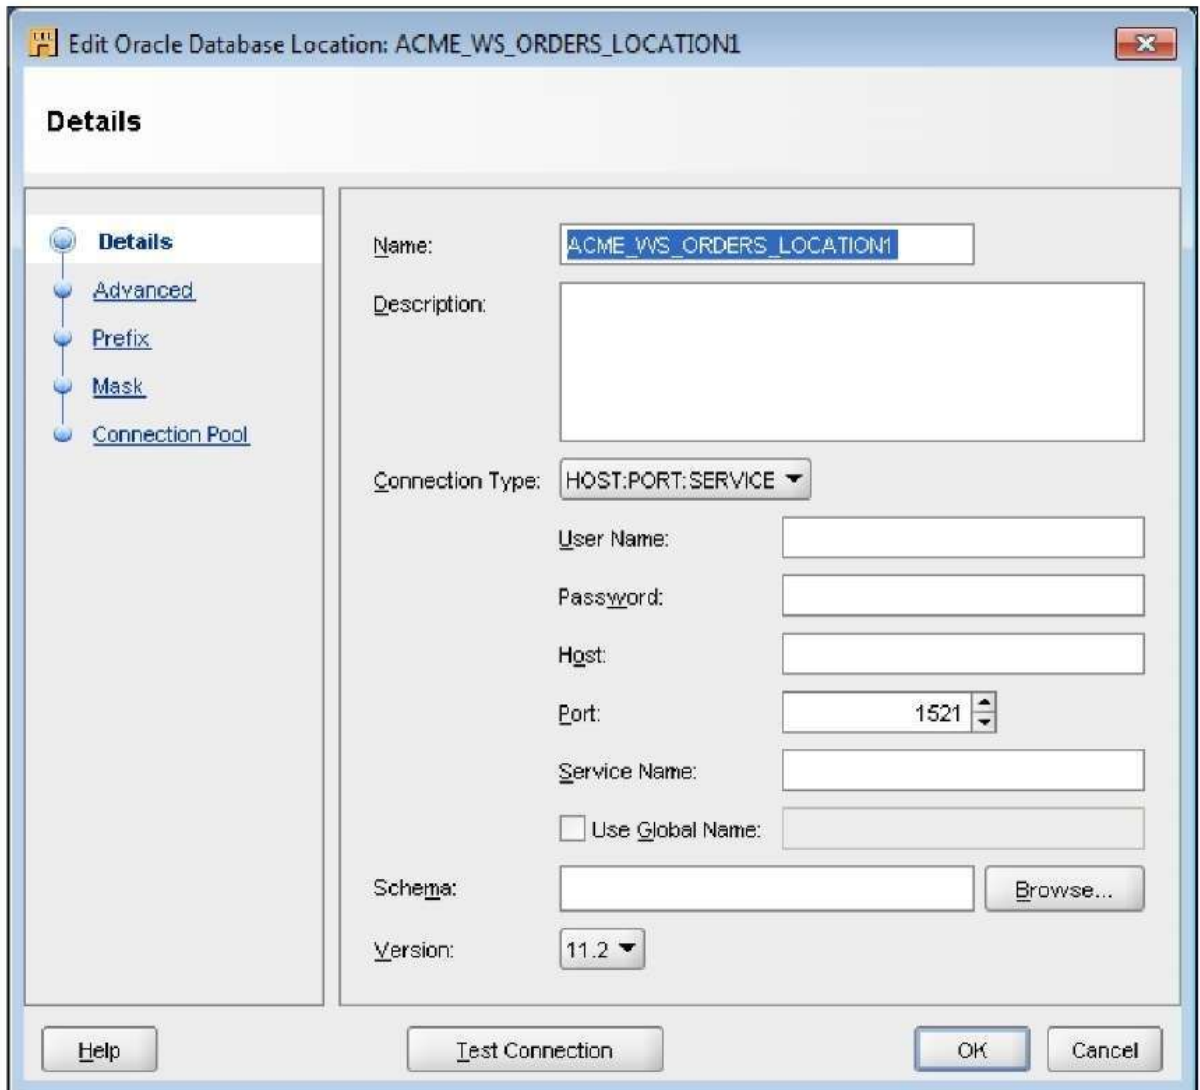 Edit Oracle Database Location: ACME_WS_ORDERS_LOCATION1
Details
Details
Advanced
Prefix
Mask
Connection Pool
Name: ACME_WS_ORDERS_LOCATION1
Description:
Connection Type: HOST:PORT:SERVICE
User Name:
Password:
Host:
Port: 1521
Service Name:
Use Global Name:
Schema: Browse...
Version: 11.2
Help Test Connection OK Cancel